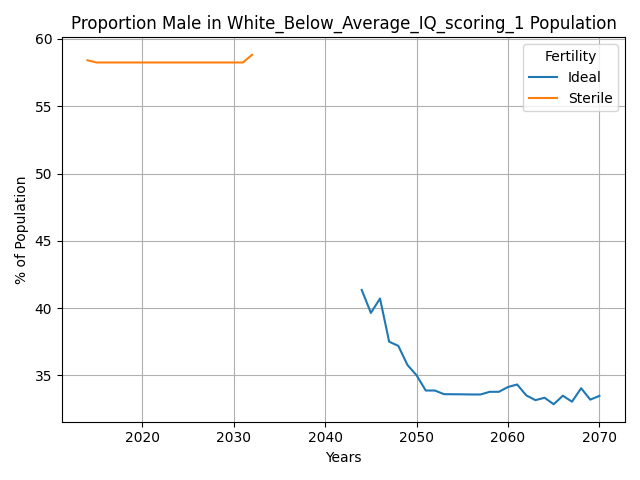 Proportion Male in White_Below_Average_IQ_scoring_1 Population
60
55
50
45
40
35
% of Population
Fertility
Ideal
Sterile
2020 2030 2040 2050 2060 2070
Years